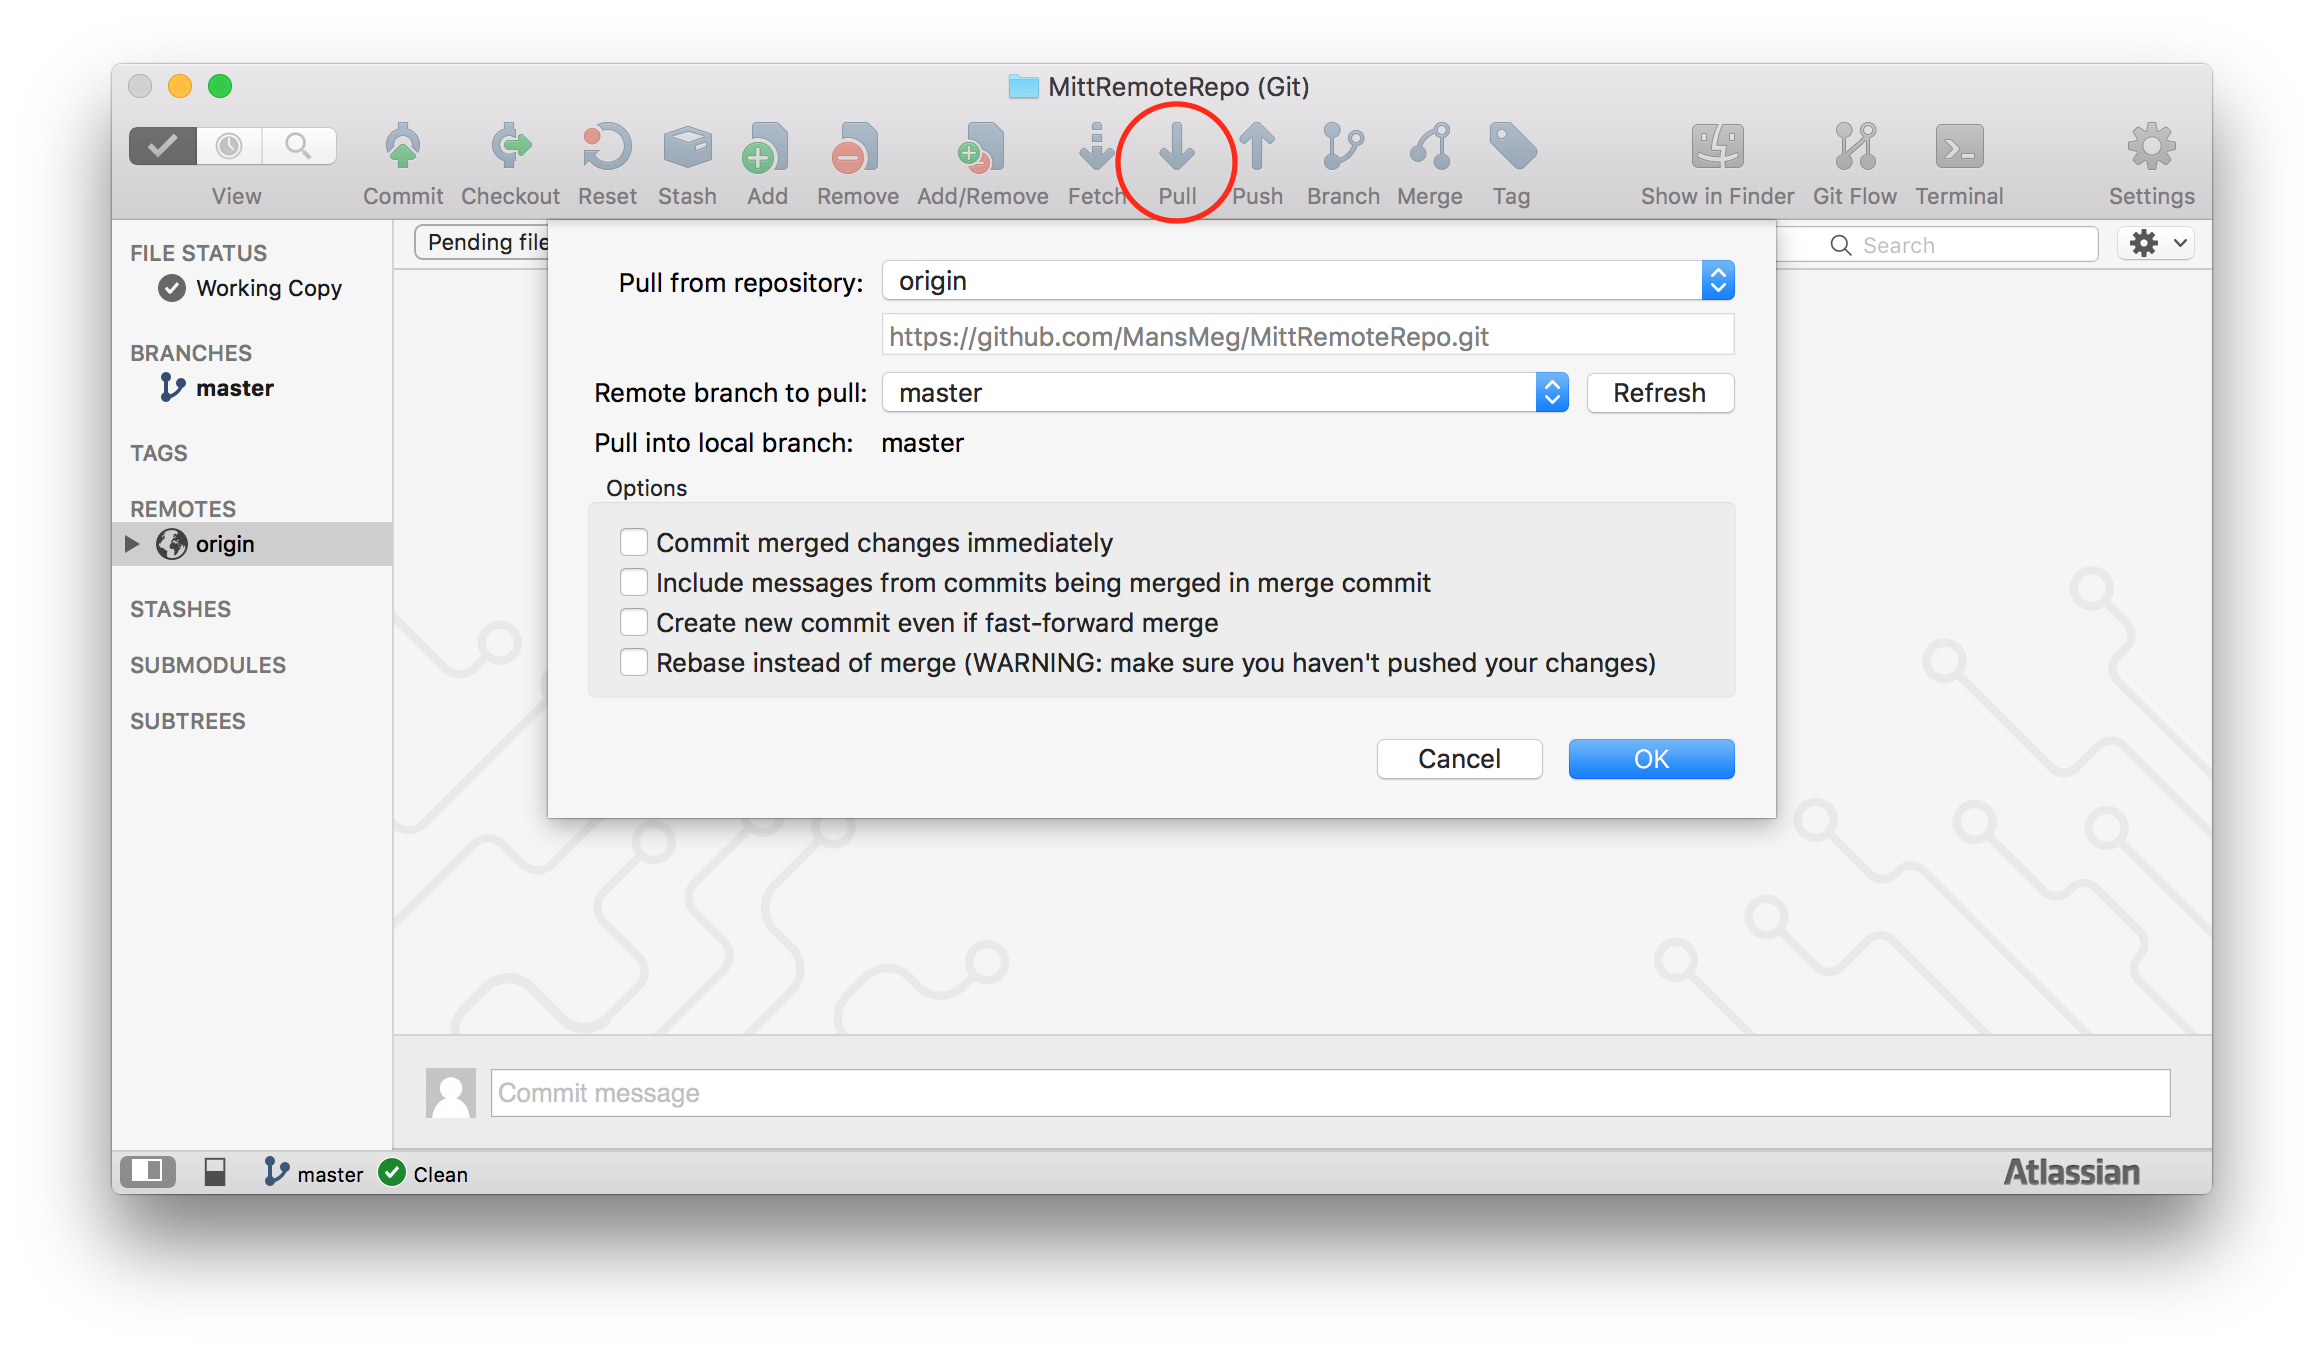 MittRemoteRepo (Git)
View Commit Checkout Reset Stash Add Remove Add/Remove Fetch Pull Push Branch Merge Tag Show in Finder Git Flow Terminal Settings
FILE STATUS
Working Copy
BRANCHES
master
TAGS
REMOTES
origin
STASHES
SUBMODULES
SUBTREES
Pending file
Search
Pull from repository: origin
https://github.com/MansMeg/MittRemoteRepo.git
Remote branch to pull: master Refresh
Pull into local branch: master
Options
Commit merged changes immediately
Include messages from commits being merged in merge commit
Create new commit even if fast-forward merge
Rebase instead of merge (WARNING: make sure you haven't pushed your changes)
Cancel OK
Commit message
master Clean
Atlassian